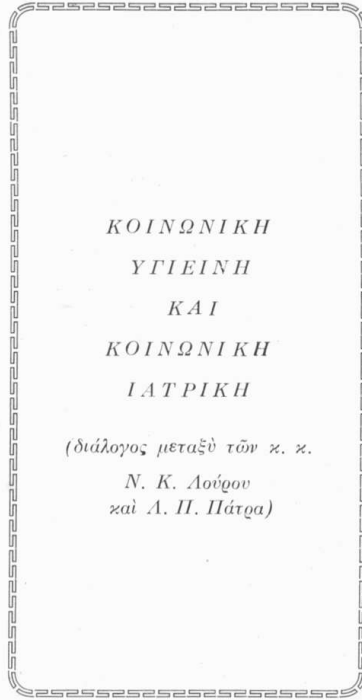 ΚΟΙΝΩΝΙΚΗ
ΥΓΙΕΙΝΗ
ΚΑΙ
ΚΟΙΝΩΝΙΚΗ
ΙΑΤΡΙΚΗ
(διάλογος μεταξὺ τῶν κ. κ.
Ν. Κ. Λούρου
καὶ Λ. Π. Πάτρα)